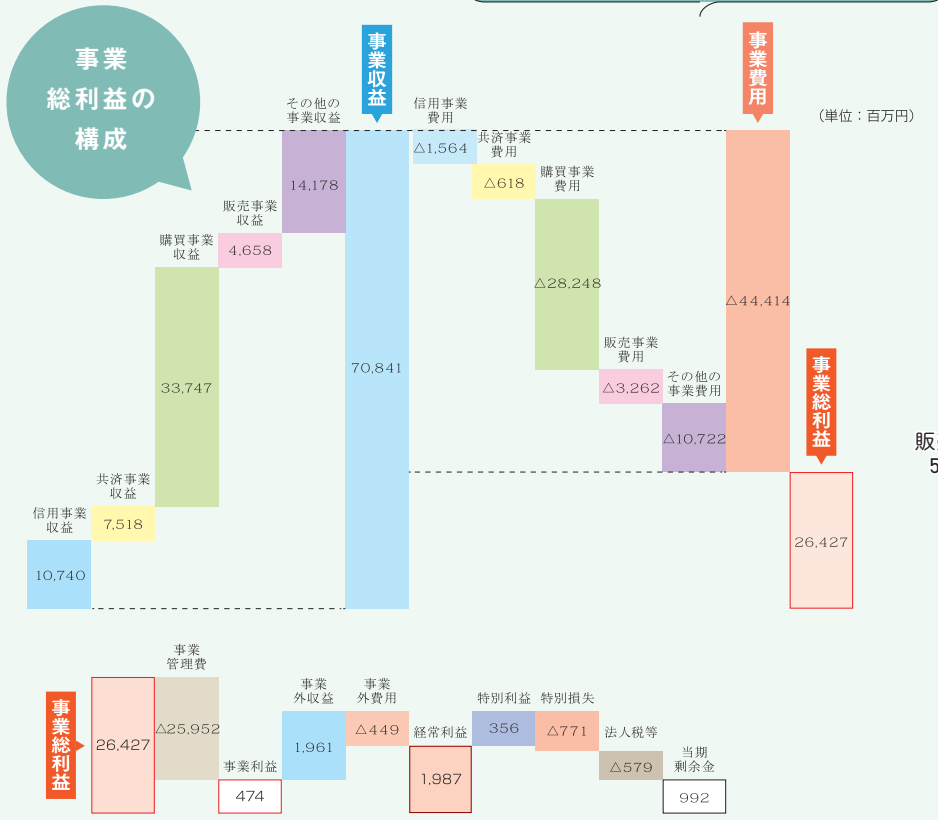 事業
総利益の
構成
(単位：百万円)
事業収益
事業費用
事業総利益
信用事業
収益
10,740
共済事業
収益
7,518
購買事業
収益
33,747
販売事業
収益
4,658
その他の
事業収益
14,178
70,841
信用事業
費用
△1,564
共済事業
費用
△618
購買事業
費用
△28,248
販売事業
費用
△3,262
その他の
事業費用
△10,722
△44,414
26,427
事業総利益
26,427
事業
管理費
△25,952
事業利益
474
事業
外収益
1,961
事業
外費用
△449
経常利益
1,987
特別利益
356
特別損失
△771
法人税等
△579
当期
剰余金
992
販
5